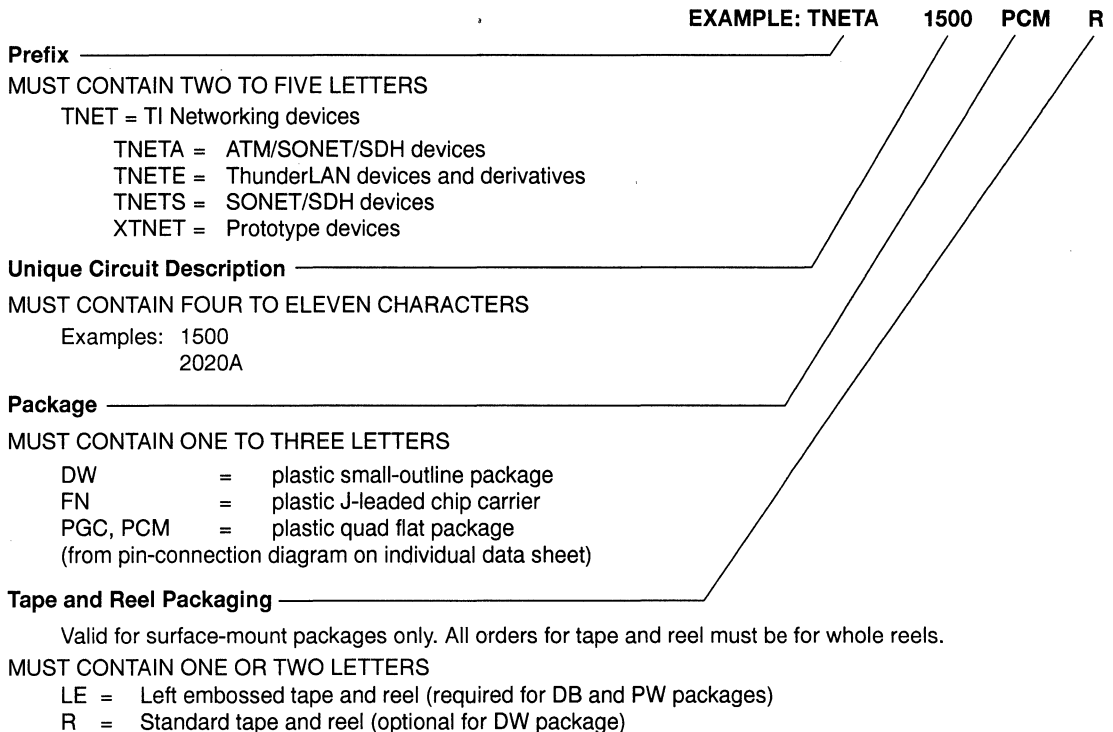 EXAMPLE: TNETA 1500 PCM R
Prefix
MUST CONTAIN TWO TO FIVE LETTERS
TNET = TI Networking devices
TNETA = ATM/SONET/SDH devices
TNETE = ThunderLAN devices and derivatives
TNETS = SONET/SDH devices
XTNET = Prototype devices
Unique Circuit Description
MUST CONTAIN FOUR TO ELEVEN CHARACTERS
Examples: 1500
2020A
Package
MUST CONTAIN ONE TO THREE LETTERS
DW = plastic small-outline package
FN = plastic J-leaded chip carrier
PGC, PCM = plastic quad flat package
(from pin-connection diagram on individual data sheet)
Tape and Reel Packaging
Valid for surface-mount packages only. All orders for tape and reel must be for whole reels.
MUST CONTAIN ONE OR TWO LETTERS
LE = Left embossed tape and reel (required for DB and PW packages)
R = Standard tape and reel (optional for DW package)